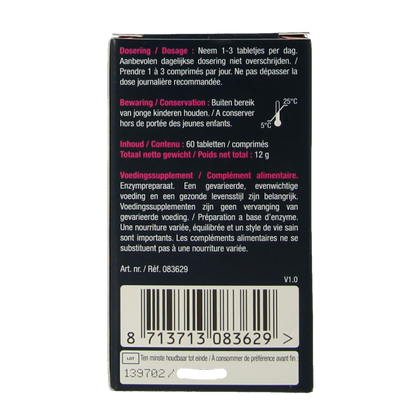 Dosering / Dosage : Neem 1-3 tabletjes per dag.
Aanbevolen dagelijkse dosering niet overschrijden. /
Prendre 1 à 3 comprimés par jour. Ne pas dépasser la
dose journalière recommandée.
Bewaring / Conservation : Buiten bereik
van jonge kinderen houden. / A conserver
hors de portée des jeunes enfants.
25°C
5°C
Inhoud / Contenu : 60 tabletten / comprimés
Totaal netto gewicht / Poids net total : 12 g
Voedingssupplement / Complément alimentaire.
Enzympreparaat. Een gevarieerde, evenwichtige
voeding en een gezonde levensstijl zijn belangrijk.
Voedingssupplementen zijn geen vervanging van
gevarieerde voeding. / Préparation a base d'enzyme.
Une nourriture variée, équilibrée et un style de vie sain
sont importants. Les compléments alimentaires ne se
substituent pas à une nourriture variée.
Art. nr. / Réf. 083629
V1.0
8 713713 083629 >
LOT
Ten minste houdbaar tot einde / À consommer de préférence avant fin :
139702/